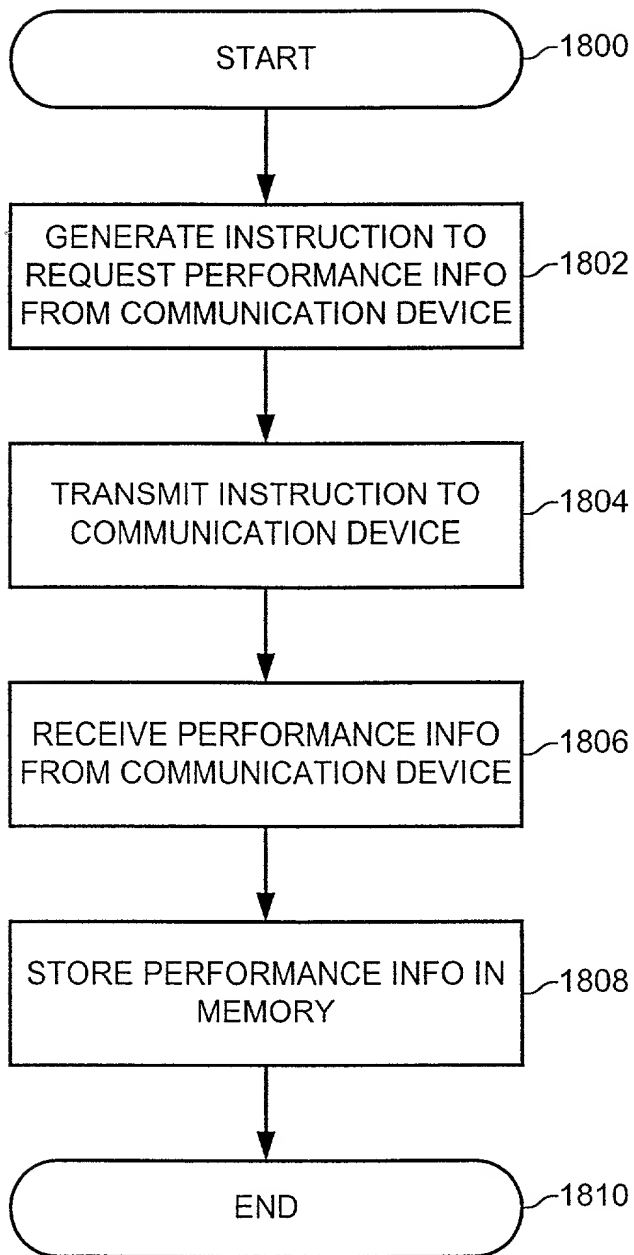 START
1800
GENERATE INSTRUCTION TO
REQUEST PERFORMANCE INFO
FROM COMMUNICATION DEVICE
1802
TRANSMIT INSTRUCTION TO
COMMUNICATION DEVICE
1804
RECEIVE PERFORMANCE INFO
FROM COMMUNICATION DEVICE
1806
STORE PERFORMANCE INFO IN
MEMORY
1808
END
1810